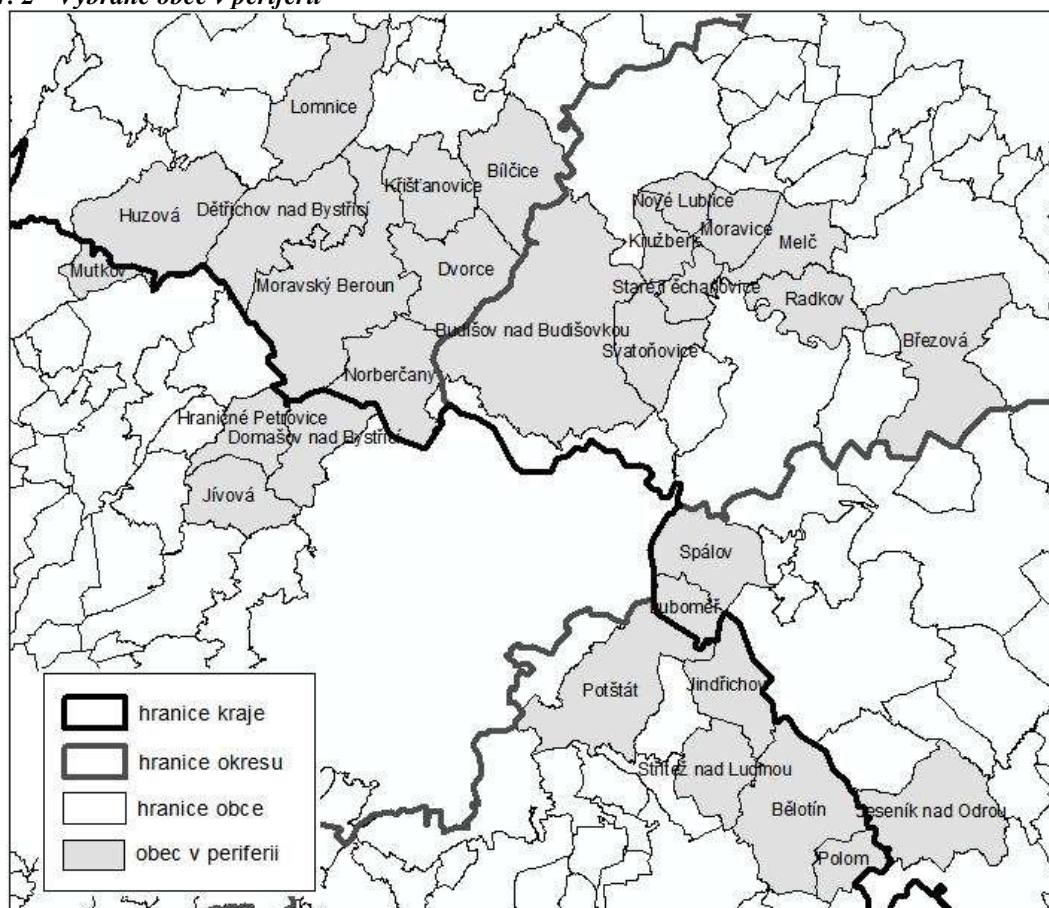 Vybrané obce v periferii
Lomnice
Bílčice
Křišťanovice
Huzová
Dětřichov nad Bystřicí
Nové Lublice
Moravice
Kružberk
Melč
Mutkov
Dvorce
Moravský Beroun
Staré Těchanovice
Radkov
Budišov nad Budišovkou
Březová
Svatoňovice
Norberčany
Hraničné Petrovice
Domašov nad Bystřicí
Jívová
Spálov
Luboměř
Potštát
Jindřichov
Střítež nad Ludinou
Bělotín
Jeseník nad Odrou
Polom
hranice kraje
hranice okresu
hranice obce
obec v periferii